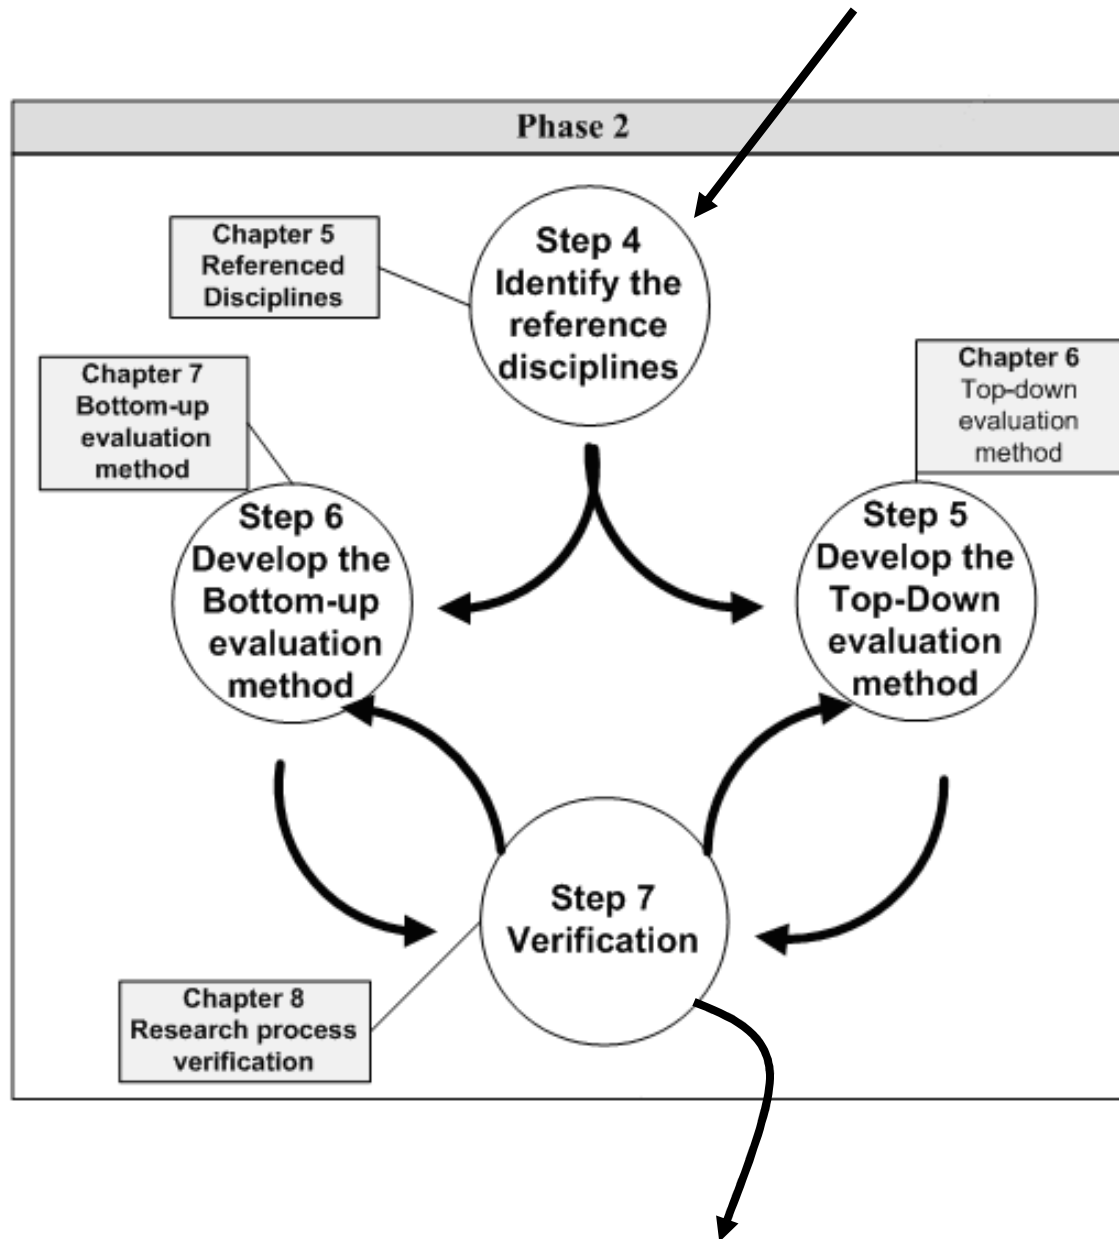 Phase 2
Chapter 5
Referenced
Disciplines
Step 4
Identify the
reference
disciplines
Chapter 7
Bottom-up
evaluation
method
Chapter 6
Top-down
evaluation
method
Step 6
Develop the
Bottom-up
evaluation
method
Step 5
Develop the
Top-Down
evaluation
method
Step 7
Verification
Chapter 8
Research process
verification